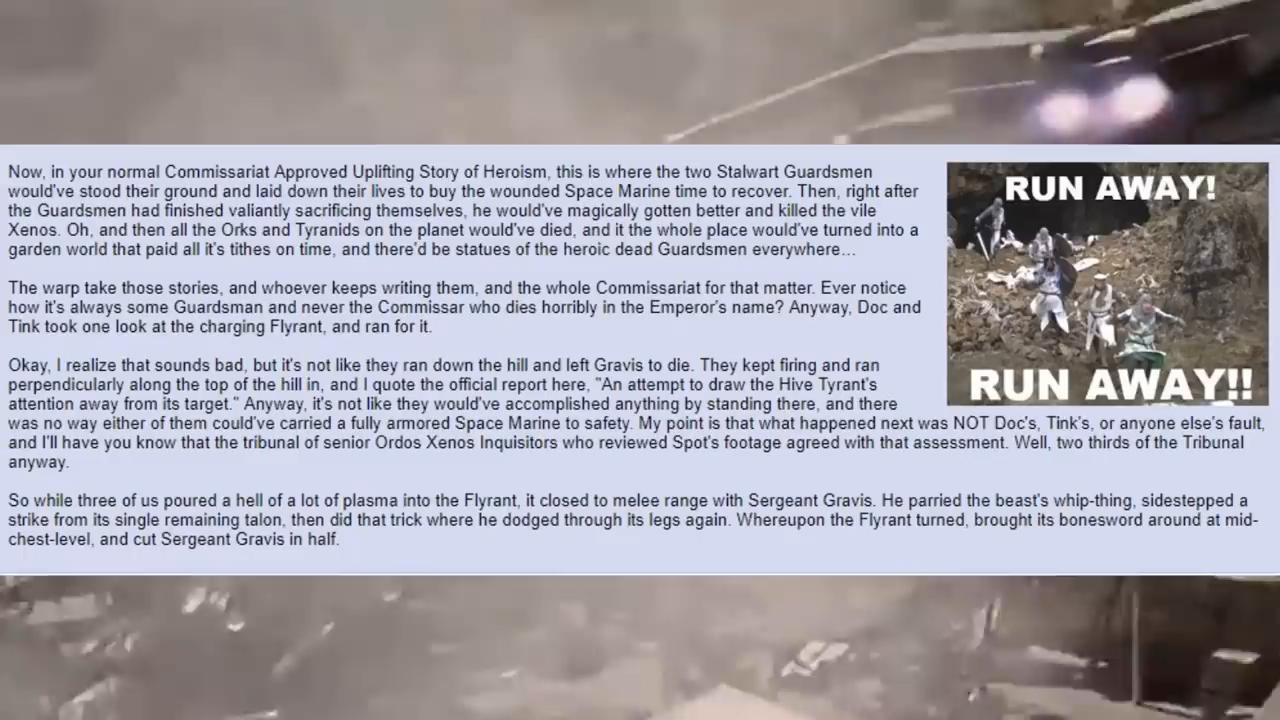 Now, in your normal Commissariat Approved Uplifting Story of Heroism, this is where the two Stalwart Guardsmen
would've stood their ground and laid down their lives to buy the wounded Space Marine time to recover. Then, right after
the Guardsmen had finished valiantly sacrificing themselves, he would've magically gotten better and killed the vile
Xenos. Oh, and then all the Orks and Tyranids on the planet would've died, and it the whole place would've turned into a
garden world that paid all it's tithes on time, and there'd be statues of the heroic dead Guardsmen everywhere...
RUN AWAY!
The warp take those stories, and whoever keeps writing them, and the whole Commissariat for that matter. Ever notice
how it's always some Guardsman and never the Commissar who dies horribly in the Emperor's name? Anyway, Doc and
Tink took one look at the charging Flyrant, and ran for it.
Okay, I realize that sounds bad, but it's not like they ran down the hill and left Gravis to die. They kept firing and ran
perpendicularly along the top of the hill in, and I quote the official report here, "An attempt to draw the Hive Tyrant's
attention away from its target." Anyway, it's not like they would've accomplished anything by standing there, and there
RUN AWAY!!
was no way either of them could've carried a fully armored Space Marine to safety. My point is that what happened next was NOT Doc's, Tink's, or anyone else's fault,
and I'll have you know that the tribunal of senior Ordos Xenos Inquisitors who reviewed Spot's footage agreed with that assessment. Well, two thirds of the Tribunal
anyway.
So while three of us poured a hell of a lot of plasma into the Flyrant, it closed to melee range with Sergeant Gravis. He parried the beast's whip-thing, sidestepped a
strike from its single remaining talon, then did that trick where he dodged through its legs again. Whereupon the Flyrant turned, brought its bonesword around at mid-
chest-level, and cut Sergeant Gravis in half.